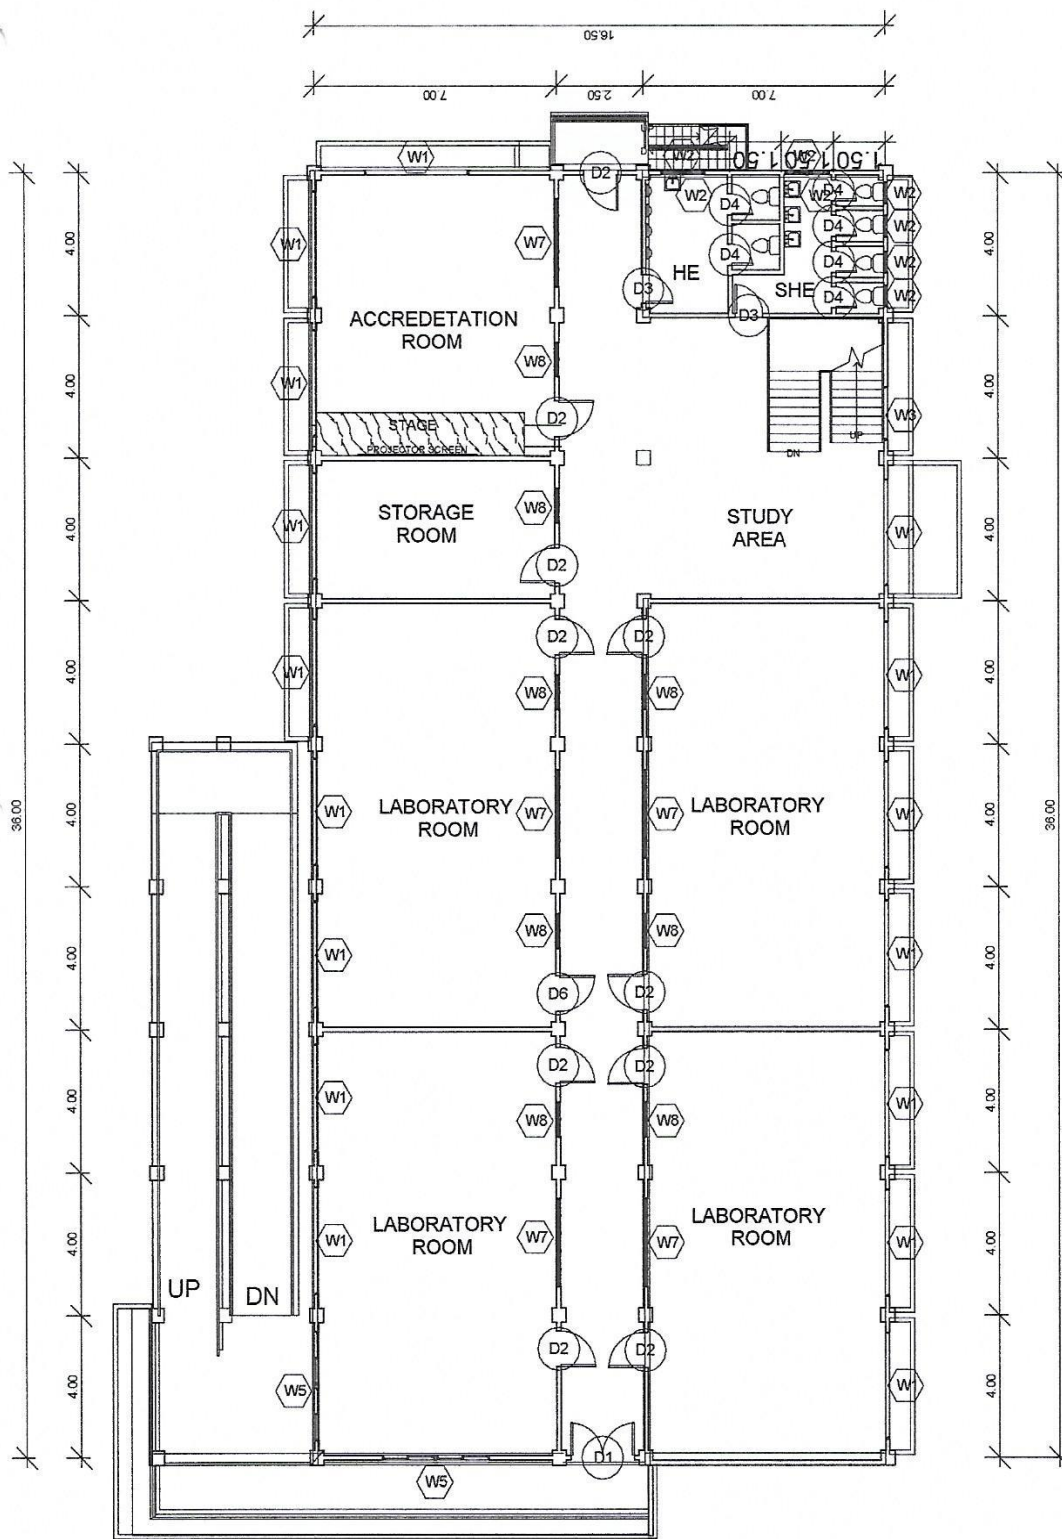 16.50
7.00
2.50
7.00
W1
D2
W2
W2
1.50
1.50
1.50
W2
W2
D4
D4
W2
W1
W7
D4
D4
W2
HE
D4
W2
4.00
4.00
D3
SHE
D4
W2
D3
ACCREDETATION
ROOM
W8
W1
4.00
4.00
D2
W3
STAGE
UP
PROJECTOR SCREEN
DN
W8
STORAGE
ROOM
STUDY
AREA
W1
W1
4.00
4.00
D2
D2
D2
W1
W8
W8
W1
4.00
4.00
36.00
36.00
LABORATORY
ROOM
LABORATORY
ROOM
W1
W7
W7
W1
4.00
4.00
W1
W8
W8
W1
4.00
4.00
D6
D2
D2
D2
W1
W8
W8
W1
4.00
4.00
LABORATORY
ROOM
LABORATORY
ROOM
W1
W7
W7
W1
4.00
4.00
UP
DN
D2
D2
W5
W1
4.00
4.00
D1
W5